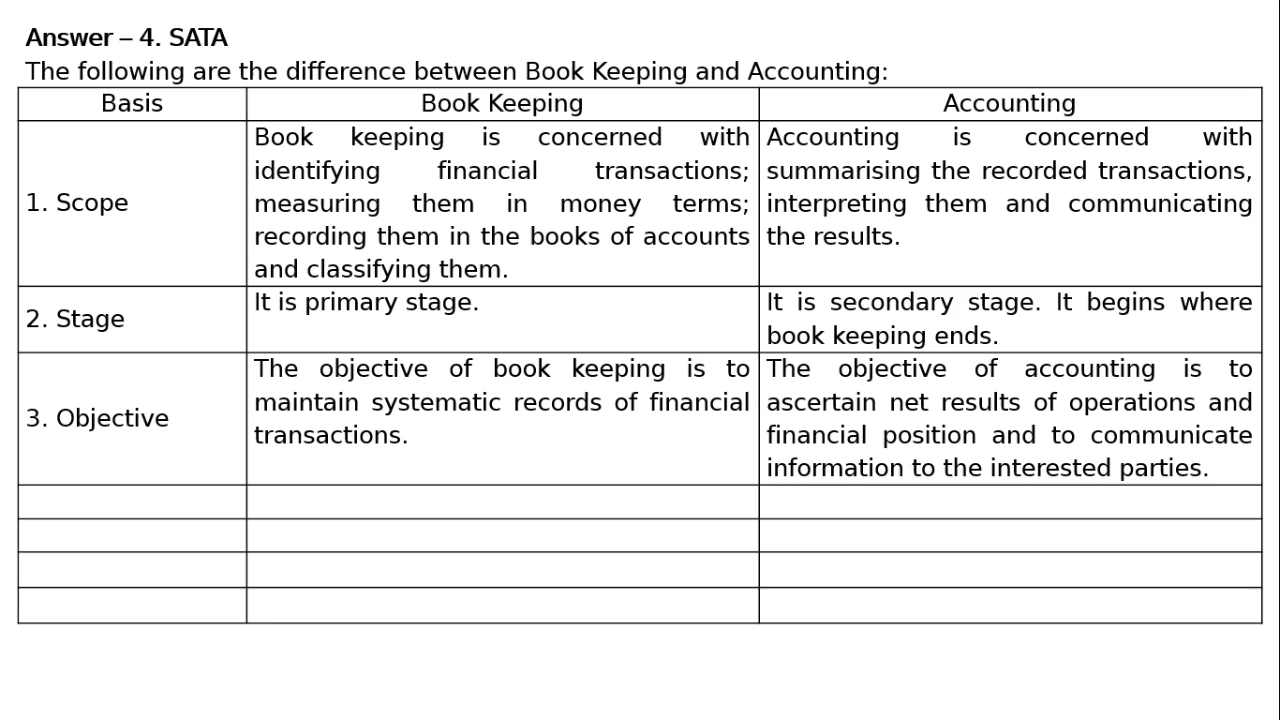 Answer – 4. SATA
The following are the difference between Book Keeping and Accounting:
Basis Book Keeping Accounting
1. Scope
Book keeping is concerned with
identifying financial transactions;
measuring them in money terms;
recording them in the books of accounts
and classifying them.
Accounting is concerned with
summarising the recorded transactions,
interpreting them and communicating
the results.
2. Stage
It is primary stage.
It is secondary stage. It begins where
book keeping ends.
3. Objective
The objective of book keeping is to
maintain systematic records of financial
transactions.
The objective of accounting is to
ascertain net results of operations and
financial position and to communicate
information to the interested parties.